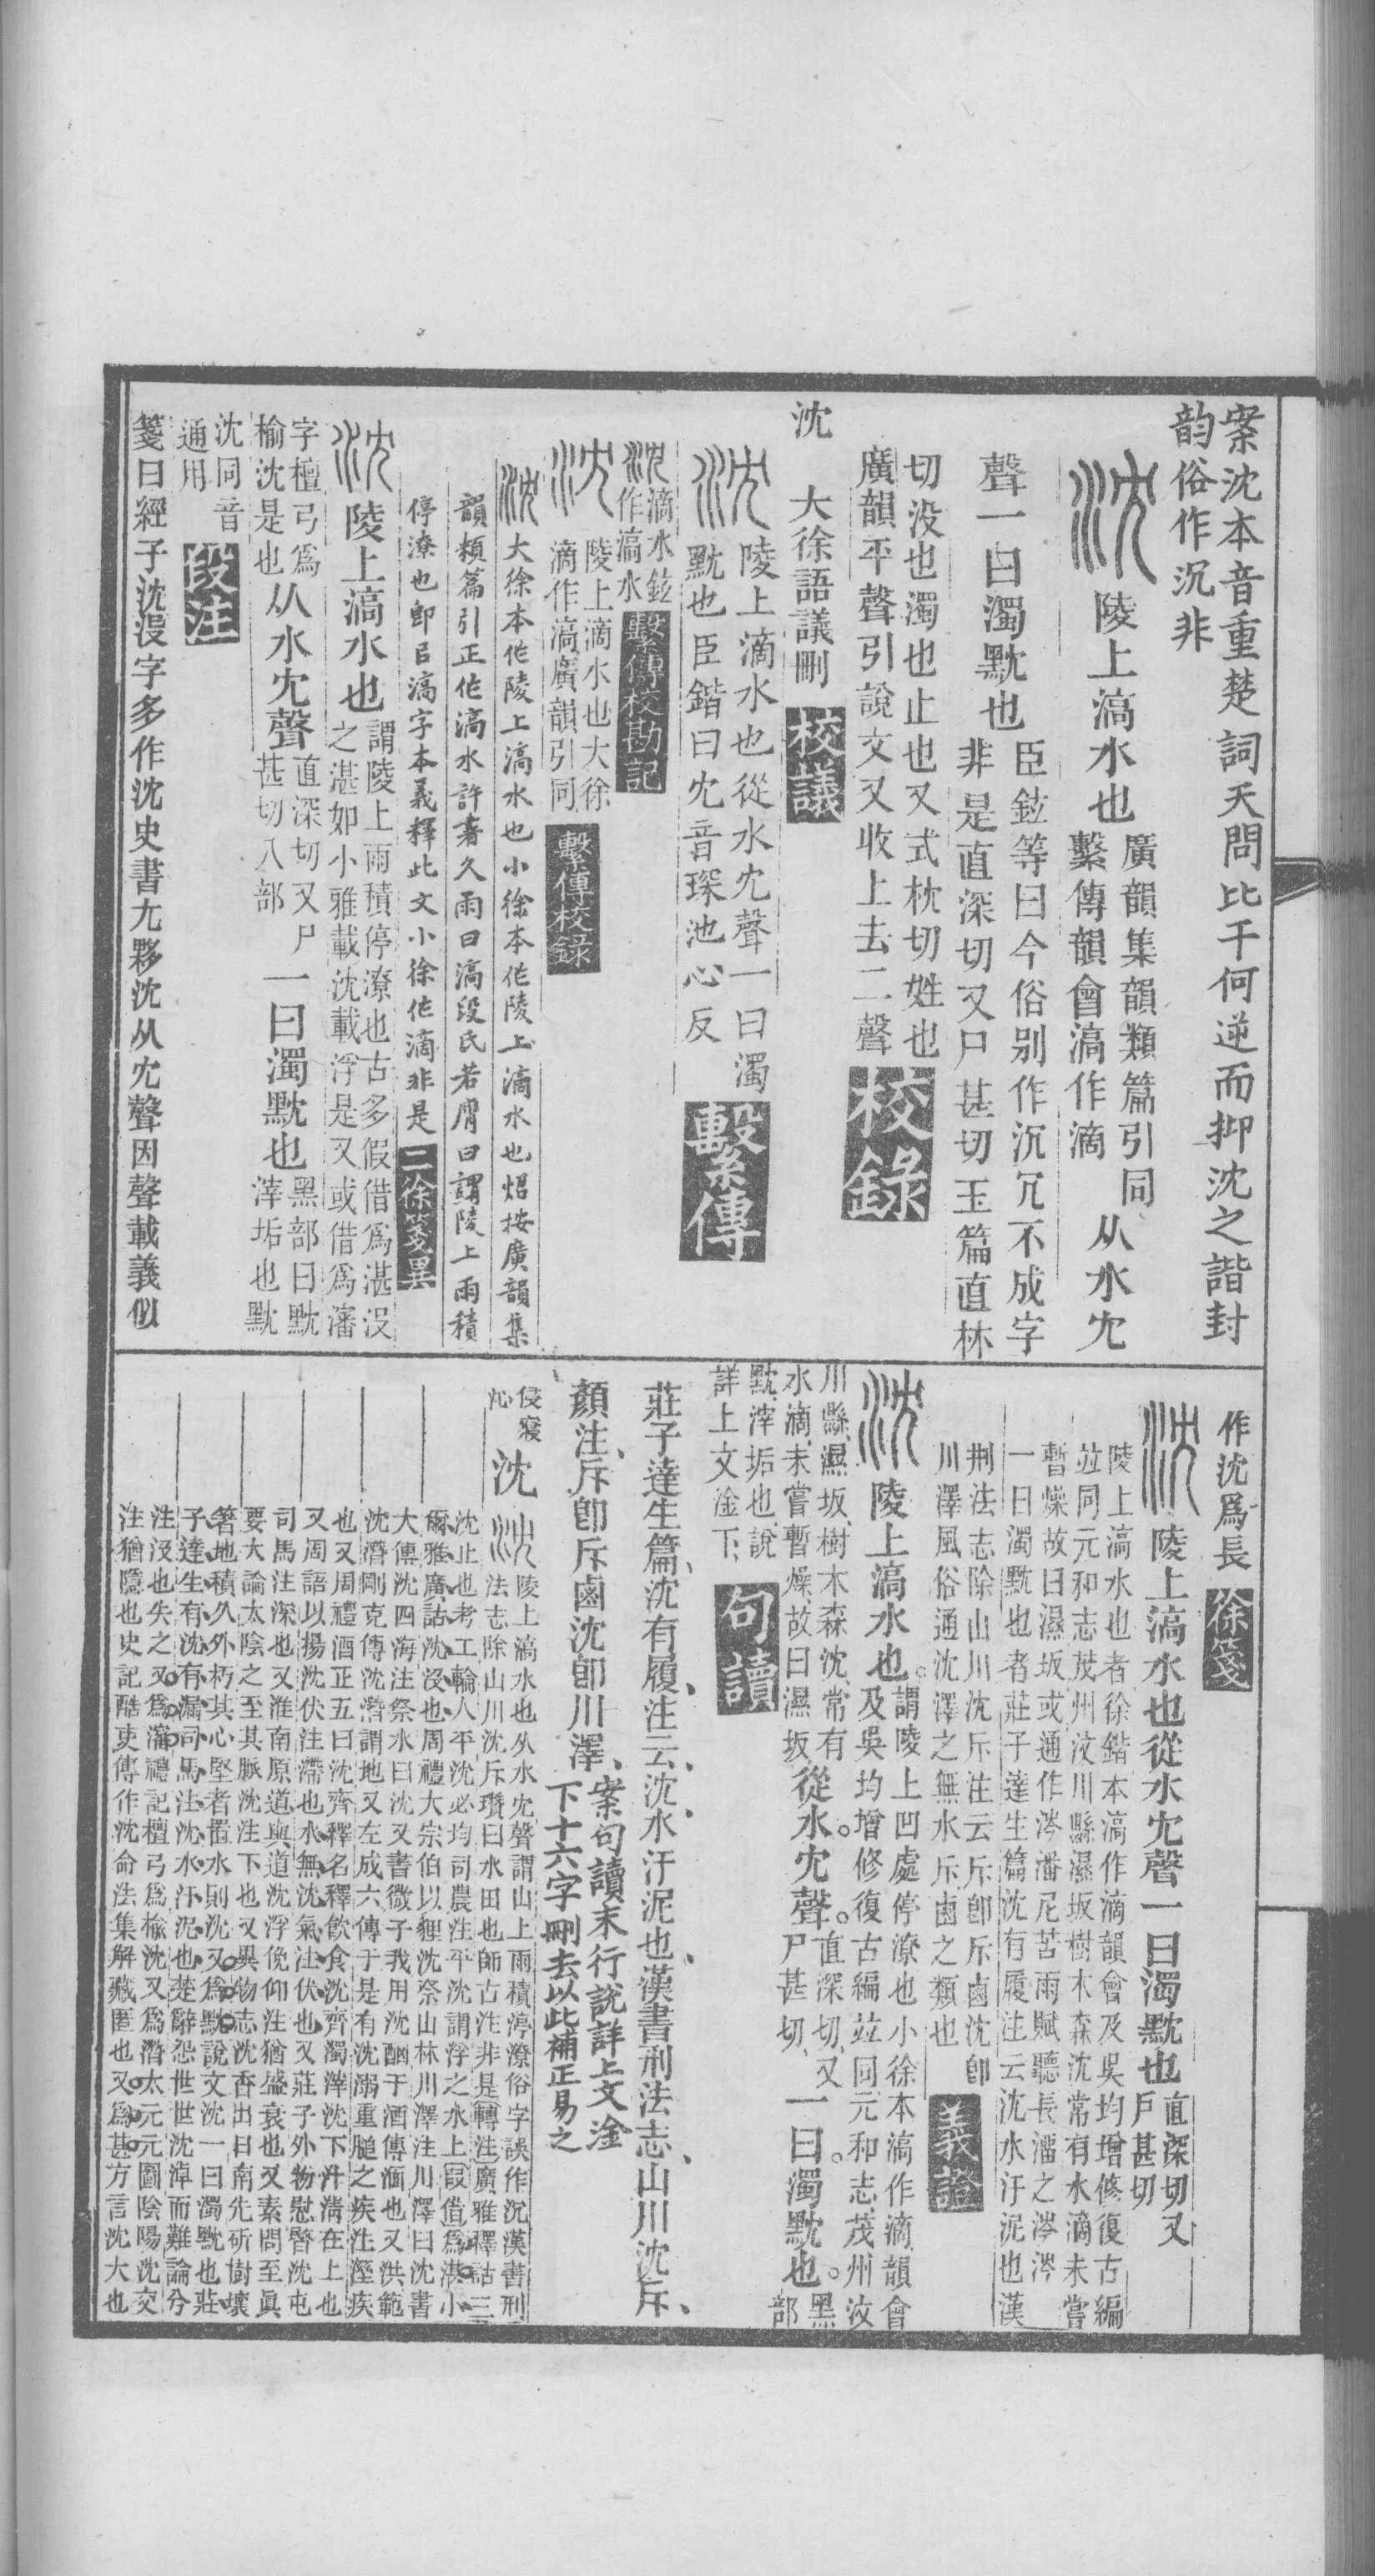 案沈本音重楚詞天問比干何逆而抑沈之諧封
韵俗作沉非
陵上滈水也
廣韻集韻類篇引同
繫傳韻會滈作滴
从水冘
聲一曰濁黕也
臣鉉等曰今俗别作沉冗不成字
非是直深切又尸甚切玉篇直林
切没也濁也止也又式枕切姓也
廣韻平聲引說文又收上去二聲
校錄
沈 大徐語議刪
校議
陵上滴水也從水冘聲一曰濁
黕也臣鍇曰冘音琛池心反
繫傳
滴水鉉
作滈水
繫傳校勘記
陵上滴水也大徐
滴作滈廣韻引同
繫傳校錄
大徐本作陵上滈水也小徐本作陵上滴水也炤按廣韻集
韻類篇引正作滈水許書久雨曰滈段氏若膺曰謂陵上雨積
停潦也卽㠯滈字本義釋此文小徐作滴非是
二徐箋異
陵上滈水也
謂陵上雨積停潦也古多假借爲湛没
之湛如小雅載沈載浮是又或借爲瀋
字檀弓爲
榆沈是也
从水冘聲
直深切又尸
甚切八部
一曰濁黕也
黑部曰黕
滓垢也黕
沈同音
通用
段注
箋曰經子沈沒字多作沈史書尢夥沈从冘聲因聲載義似
作沈爲長
徐箋
陵上滈水也從水冘聲一曰濁黕也
直深切又
尸甚切
陵上滈水也者徐鍇本滈作滴韻會及吳均增修復古編
竝同元和志茂州汶川縣濕坂樹木森沈常有水滴未嘗
暫燥故曰濕坂或通作涔潘尼苦雨賦聽長潘之涔涔
一曰濁黕也者莊子達生篇沈有履注云沈水汙泥也漢
荆法志除山川沈斥注云斥卽斥鹵沈卽
川澤風俗通沈澤之無水斥鹵之類也
義證
陵上滈水也。
謂陵上凹處停潦也小徐本滈作滴韻會
及吳均增修復古編竝同元和志茂州汶
川縣濕坂樹木森沈常有
水滴未嘗暫燥故曰濕坂
從水冘聲。
直深切又
尸甚切
一曰濁黕也。
黑
部
黕滓垢也說
詳上文淦下
句讀
莊子達生篇沈有履注云沈水汙泥也漢書刑法志山川沈斥
顏注斥卽斥鹵沈卽川澤
案句讀末行說詳上文淦
下十六字刪去以此補正易之
侵寝
沁
沈
陵上滈水也从水冘聲謂山上雨積渟潦俗字誤作沉漢書刑
法志除山川沈斥瓚曰水田也師古注非是轉注廣雅釋詁三
沈止也考工輪人平沈必均司農注平沈謂浮之水上叚借爲湛小
爾雅廣詁沈没也周禮大宗伯以貍沈祭山林川澤注川澤曰沈書
大傳沈四海注祭水曰沈又書微子我用沈酗于酒傳湎也又洪範
沈潛剛克傳沈潛謂地又左成六傳于是有沈溺重膇之疾注溼疾
也又周禮酒正五曰沈齊釋名釋飲食沈齊濁滓沈下汁清在上也
又周語以揚沈伏注滯也水無沈氣注伏也又莊子外物慰暋沈屯
司馬注深也又淮南原道與道沈浮俛仰注猶盛衰也又素問至眞
要大論太陰之至其脈沈注下也又異物志沈香出日南先斫樹壞
箸地積久外朽其心堅者置水則沈又爲黕說文沈一曰濁黕也莊
子達生有沈有漏司馬注沈水汙泥也楚辭怨世世沈淖而難論分
注没也失之又爲瀋禮記檀弓爲榆沈又爲潛太元元圖陰陽沈交
注猶隱也史記酷吏傳作沈命法集解藏匿也又爲甚方言沈大也